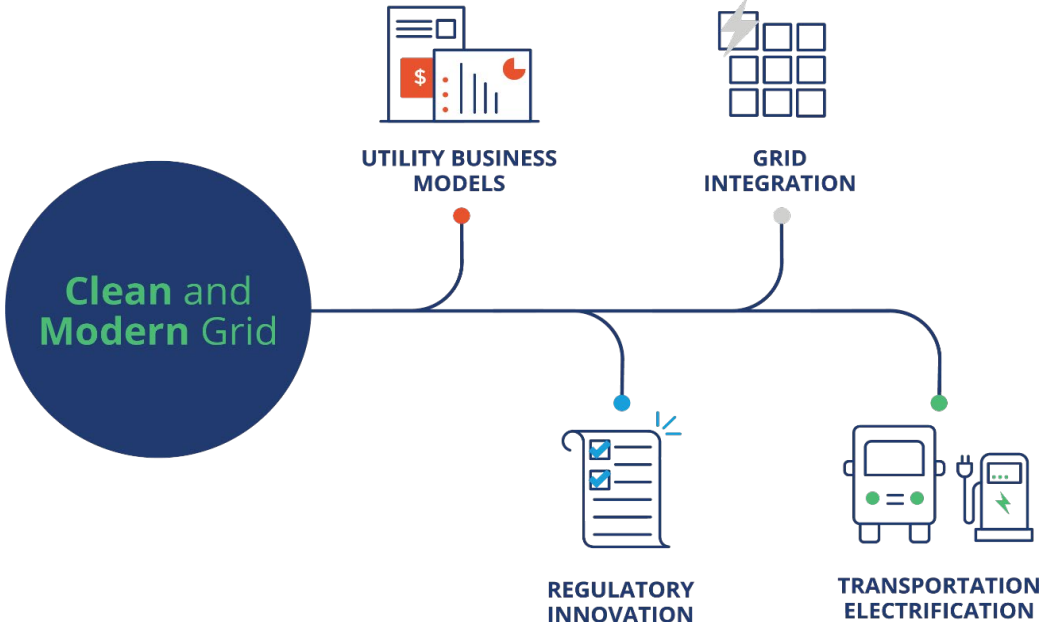 Clean and
Modern Grid
$
UTILITY BUSINESS
MODELS
GRID
INTEGRATION
REGULATORY
INNOVATION
TRANSPORTATION
ELECTRIFICATION